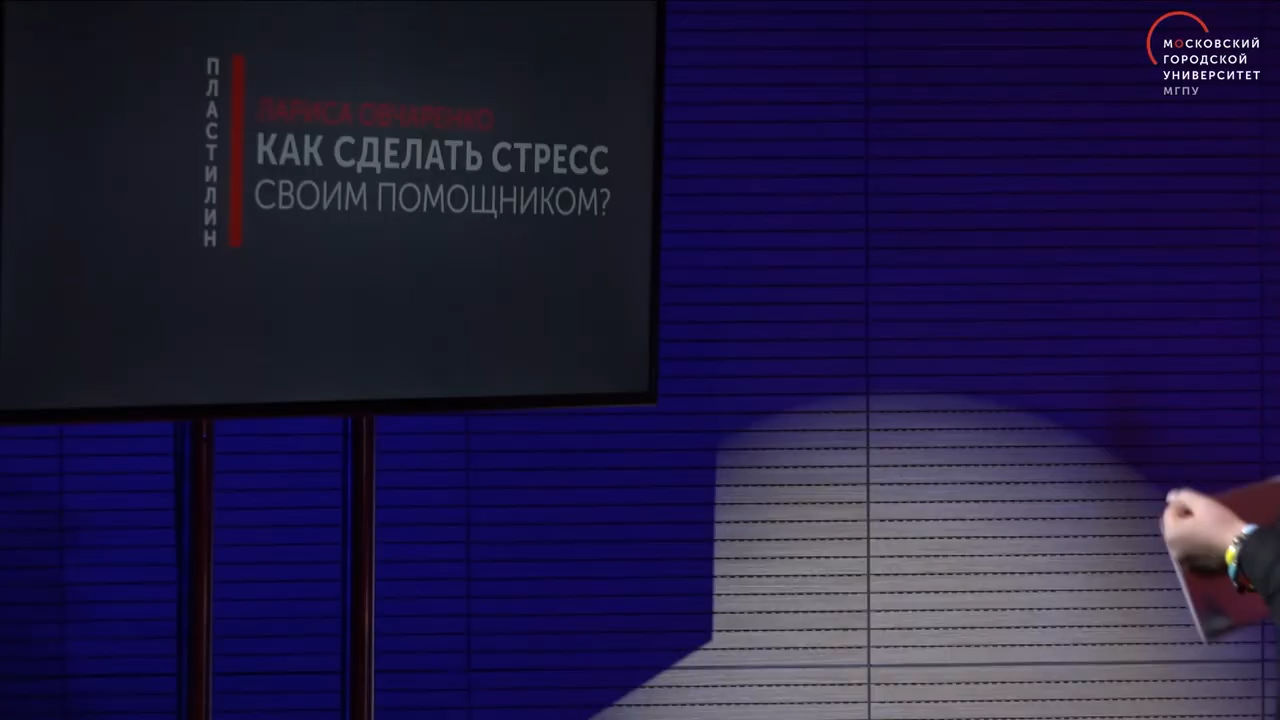 ПЛАСТИЛИН
ЛАРИСА ОВЧАРЕНКО
КАК СДЕЛАТЬ СТРЕСС
СВОИМ ПОМОЩНИКОМ?
МОСКОВСКИЙ
ГОРОДСКОЙ
УНИВЕРСИТЕТ
МГПУ